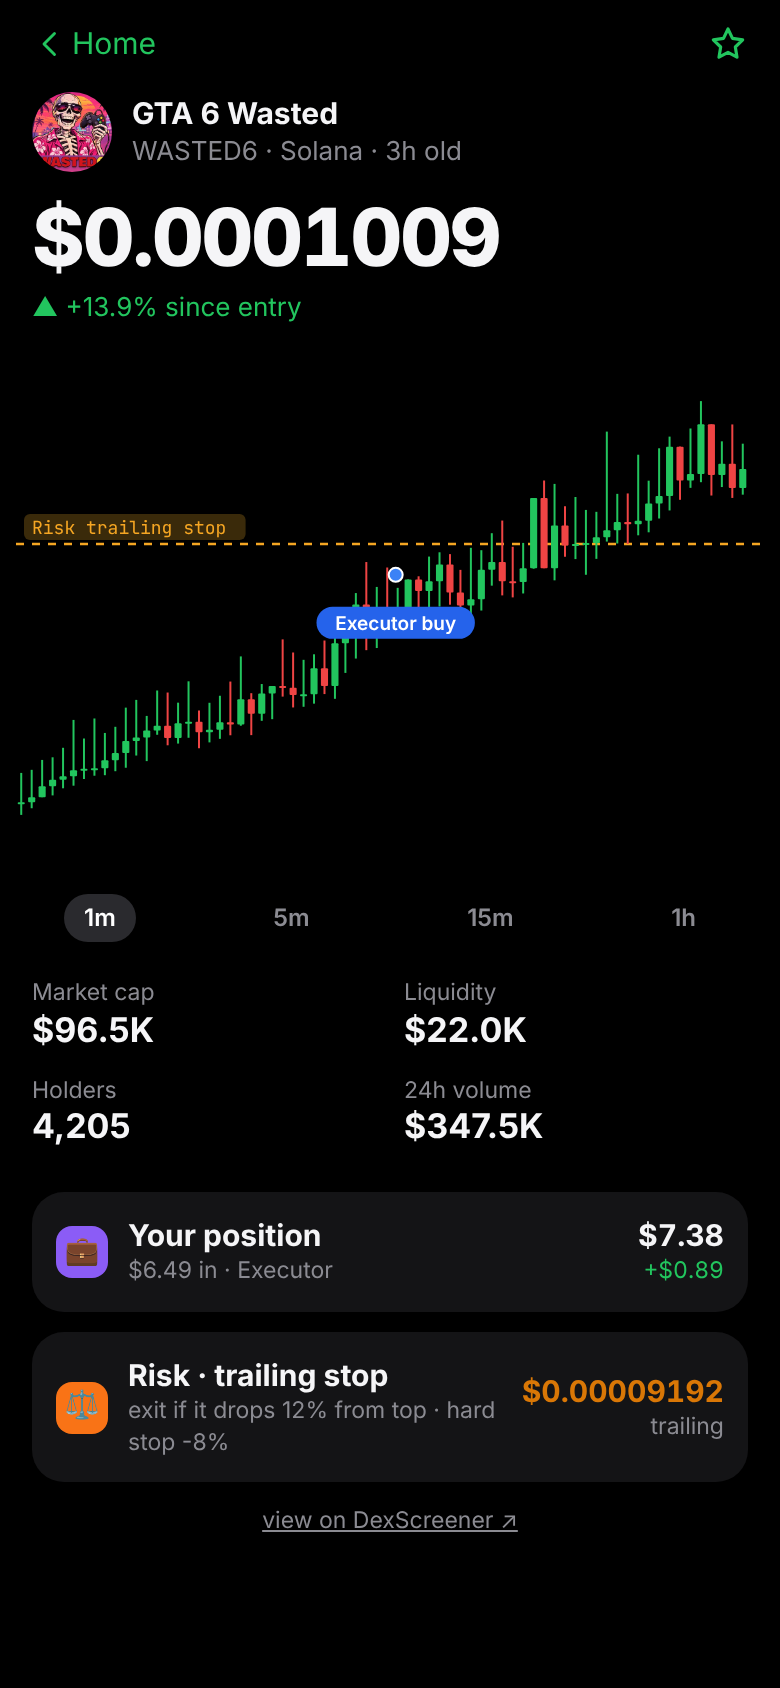 Home
GTA 6 Wasted
WASTED6 · Solana · 3h old
$0.0001009
▲ +13.9% since entry
Risk trailing stop
Executor buy
1m 5m 15m 1h
Market cap Liquidity
$96.5K $22.0K
Holders 24h volume
4,205 $347.5K
Your position $7.38
$6.49 in · Executor +$0.89
Risk · trailing stop
$0.00009192
exit if it drops 12% from top · hard
trailing
stop -8%
view on DexScreener ↗
WASTED